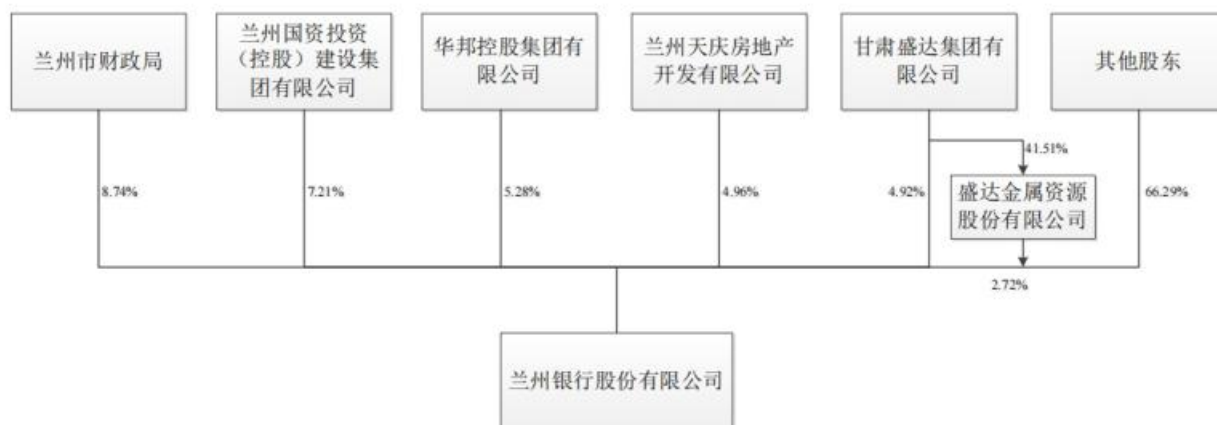 兰州市财政局
兰州国资投资
（控股）建设集
团有限公司
华邦控股集团有
限公司
兰州天庆房地产
开发有限公司
甘肃盛达集团有
限公司
其他股东
8.74%
7.21%
5.28%
4.96%
4.92%
41.51%
盛达金属资源
股份有限公司
66.29%
2.72%
兰州银行股份有限公司